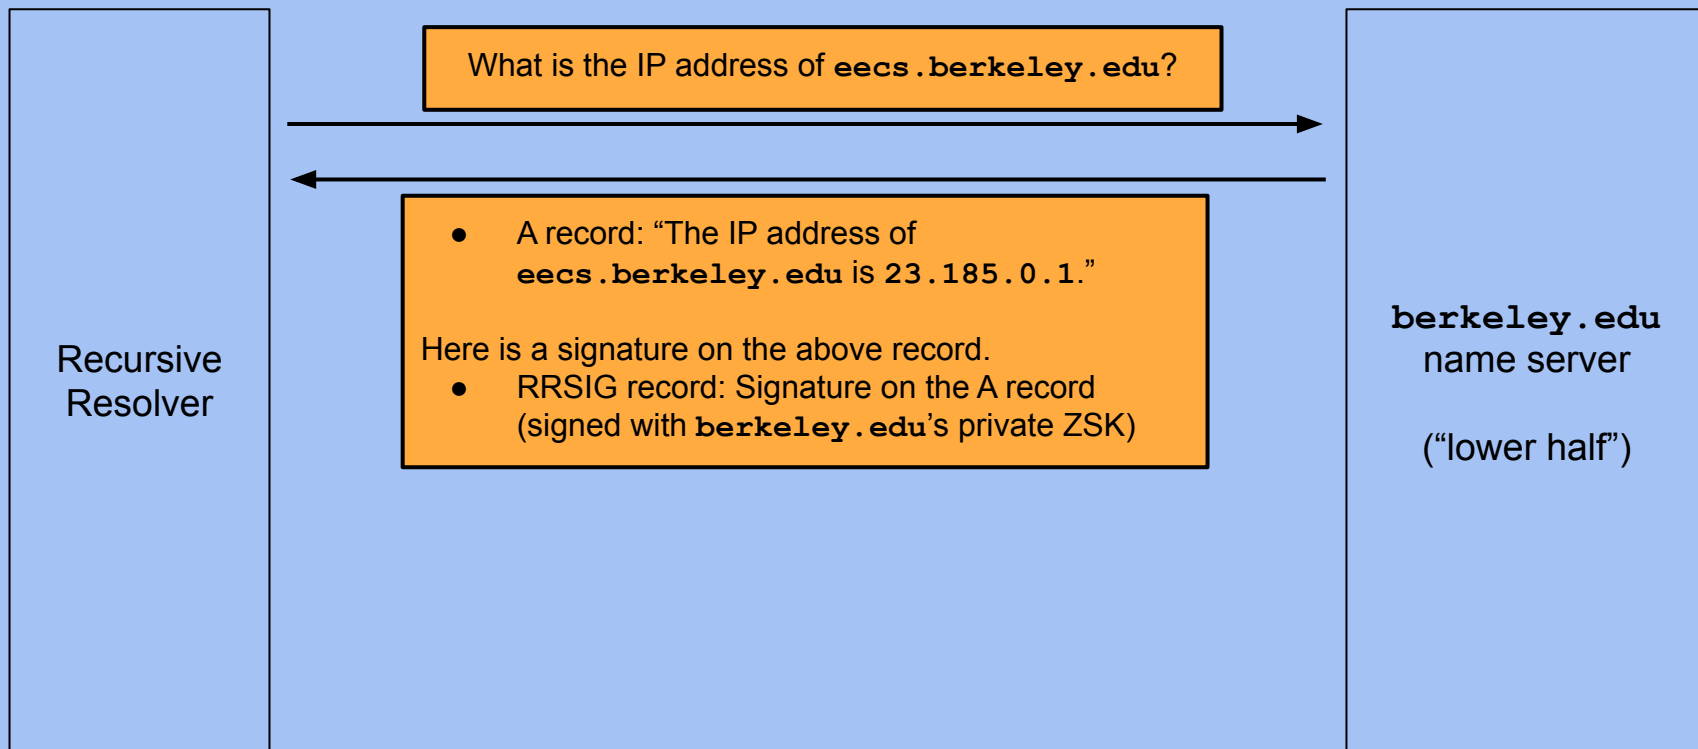 What is the IP address of eecs.berkeley.edu?
● A record: “The IP address of
eecs.berkeley.edu is 23.185.0.1.”
Here is a signature on the above record.
● RRSIG record: Signature on the A record
(signed with berkeley.edu’s private ZSK)
Recursive
Resolver
berkeley.edu
name server
(“lower half”)